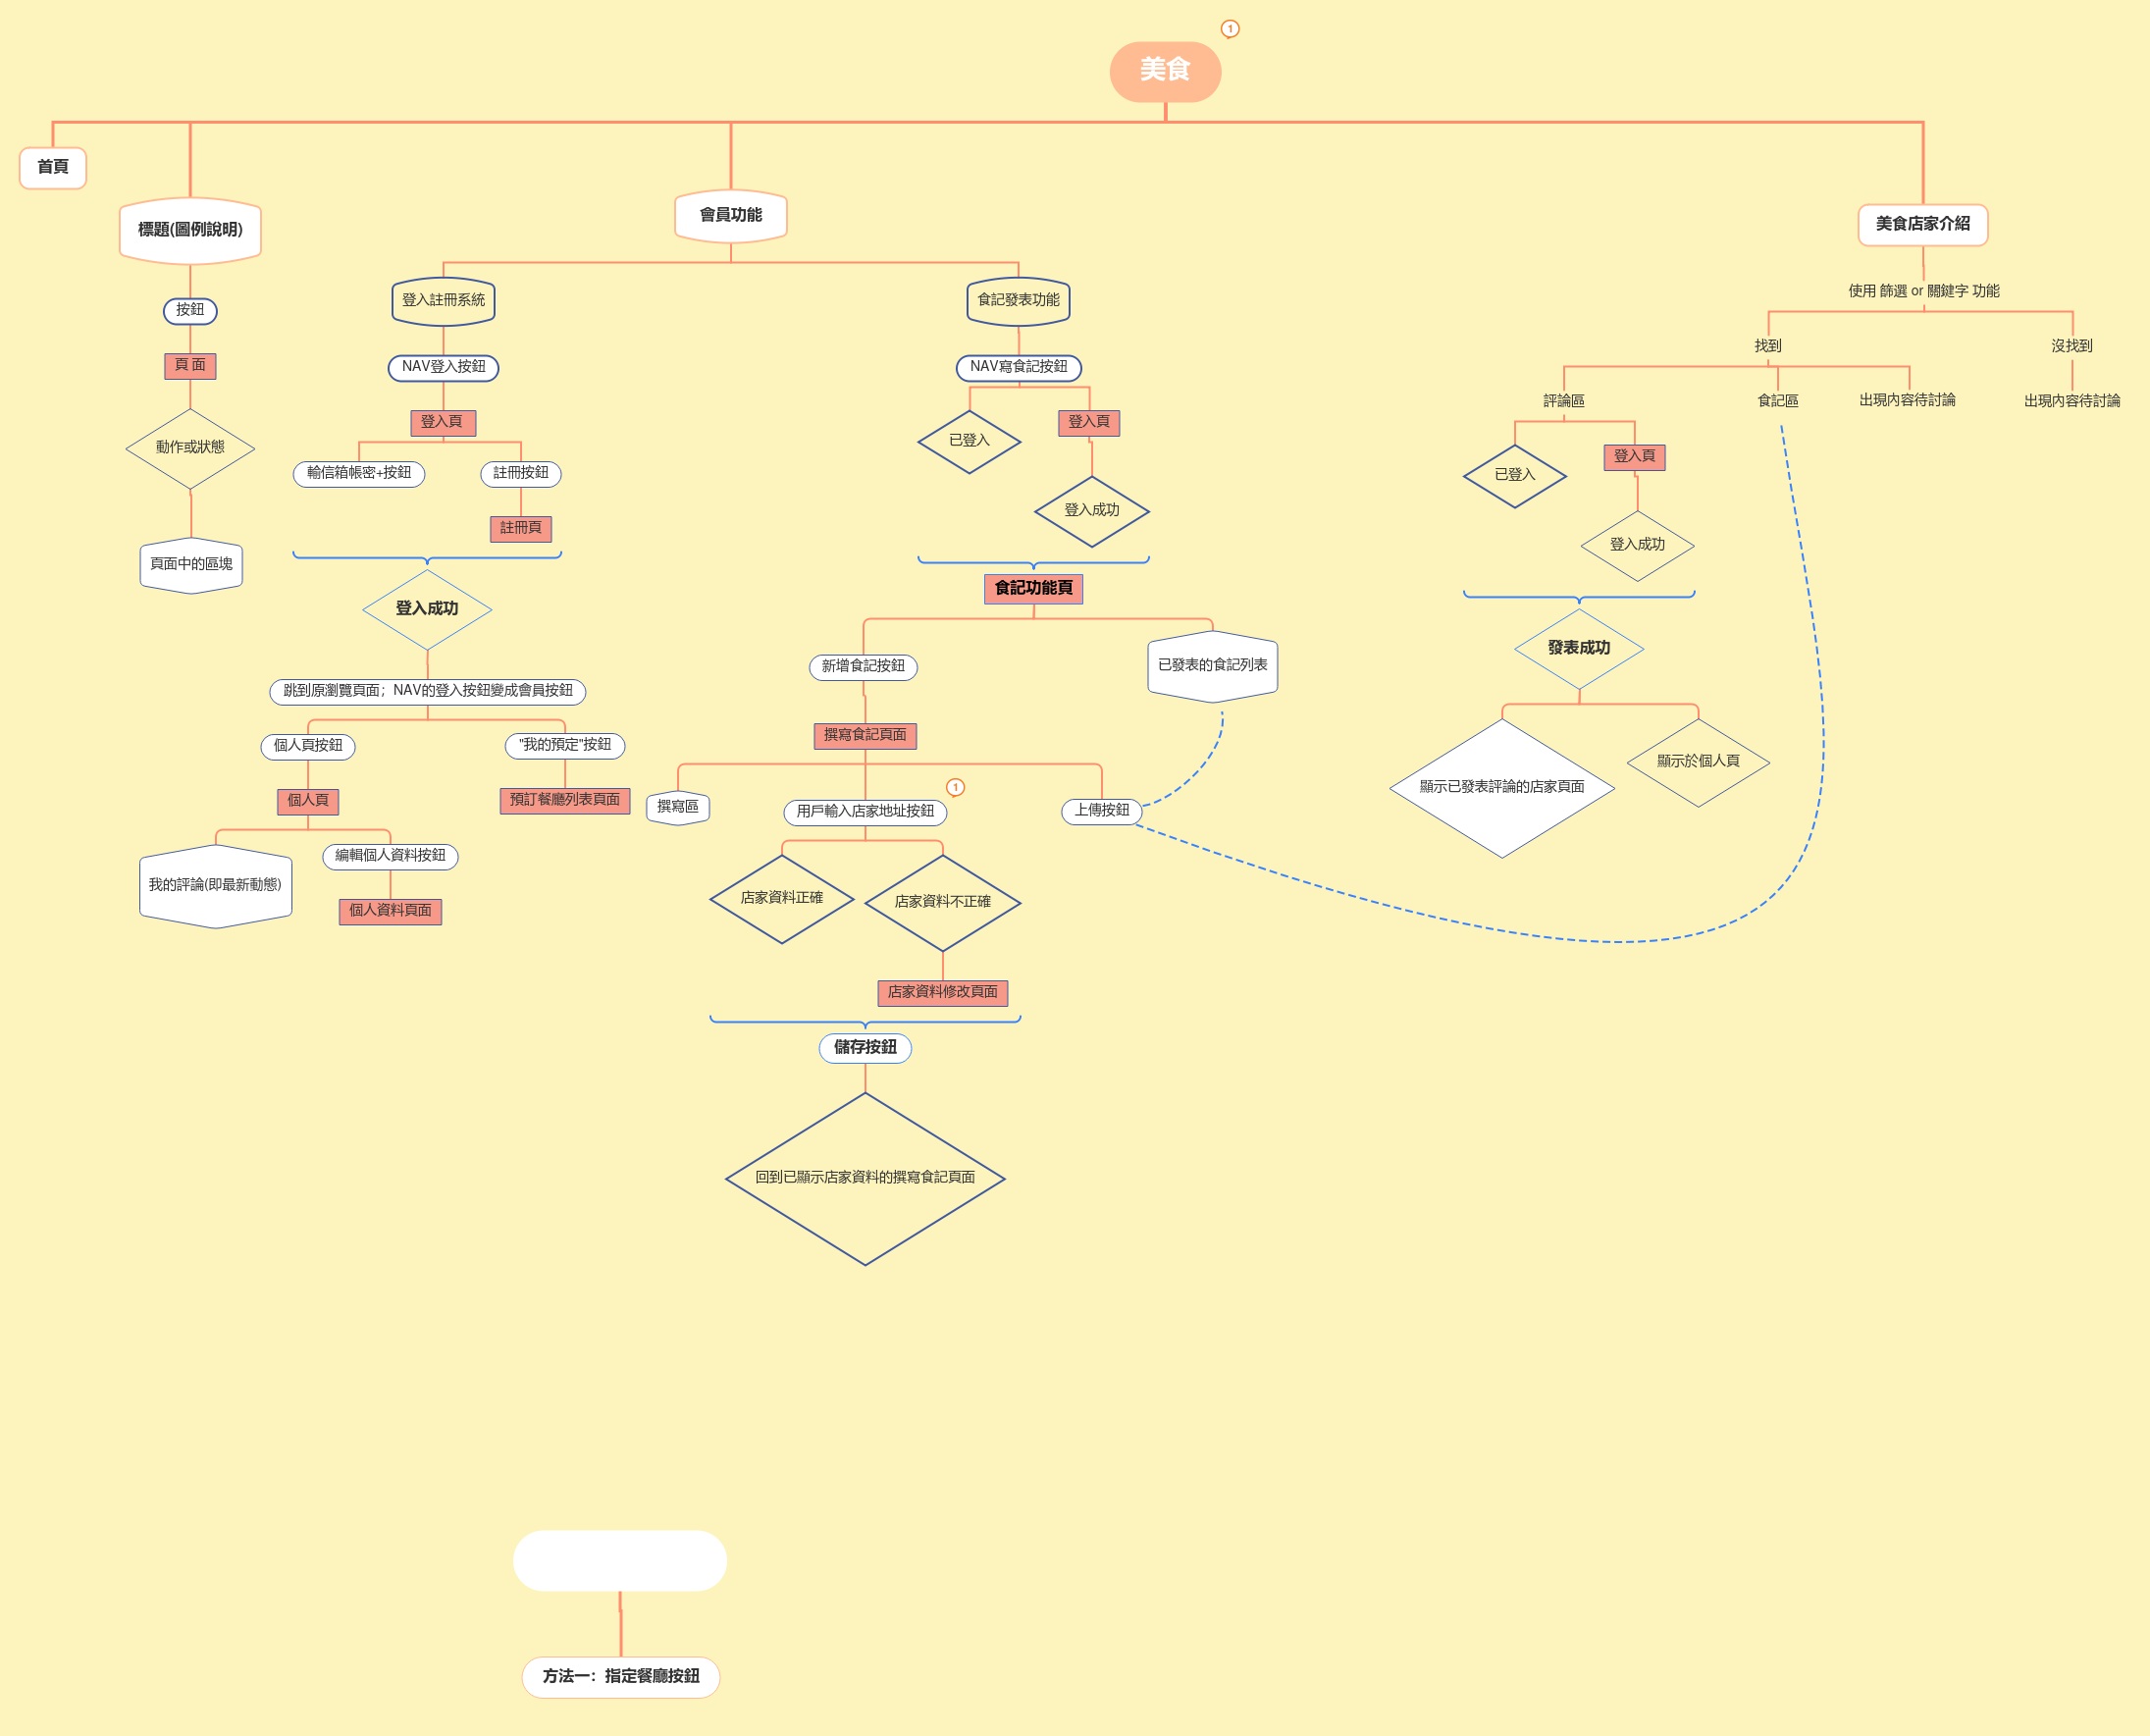 1
美食
首頁
標題(圖例說明)
按鈕
頁 面
動作或狀態
頁面中的區塊
會員功能
登入註冊系統
NAV登入按鈕
登入頁
輸信箱帳密+按鈕
註冊按鈕
註冊頁
登入成功
跳到原瀏覽頁面；NAV的登入按鈕變成會員按鈕
個人頁按鈕
"我的預定"按鈕
個人頁
預訂餐廳列表頁面
我的評論(即最新動態)
編輯個人資料按鈕
個人資料頁面
食記發表功能
NAV寫食記按鈕
已登入
登入頁
登入成功
食記功能頁
新增食記按鈕
已發表的食記列表
撰寫食記頁面
撰寫區
1
用戶輸入店家地址按鈕
上傳按鈕
店家資料正確
店家資料不正確
店家資料修改頁面
儲存按鈕
回到已顯示店家資料的撰寫食記頁面
美食店家介紹
使用 篩選 or 關鍵字 功能
找到
沒找到
評論區
食記區
出現內容待討論
出現內容待討論
已登入
登入頁
登入成功
發表成功
顯示已發表評論的店家頁面
顯示於個人頁
方法一：指定餐廳按鈕